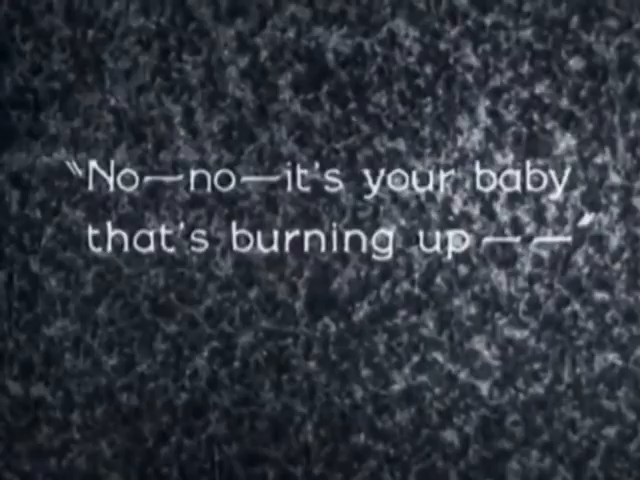 "No—no—it's your baby
that's burning up — —"